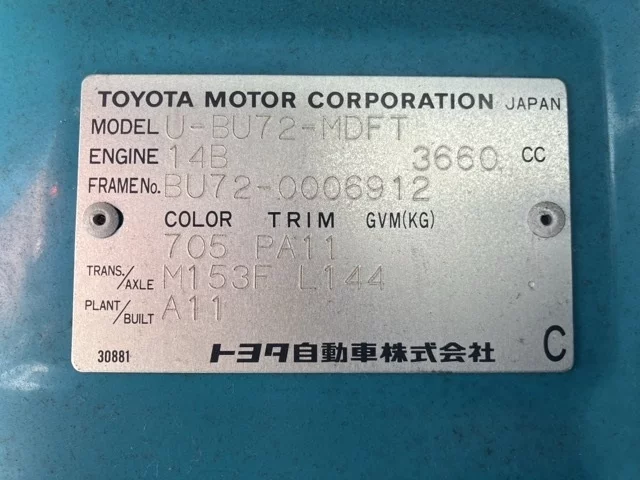 TOYOTA MOTOR CORPORATION JAPAN
MODEL U-BU72-MDFT
ENGINE 14B 3660 CC
FRAME No. BU72-0006912
COLOR TRIM GVM(KG)
705 PA11
TRANS./AXLE M153F L144
PLANT/BUILT A11
30881 トヨタ自動車株式会社 C